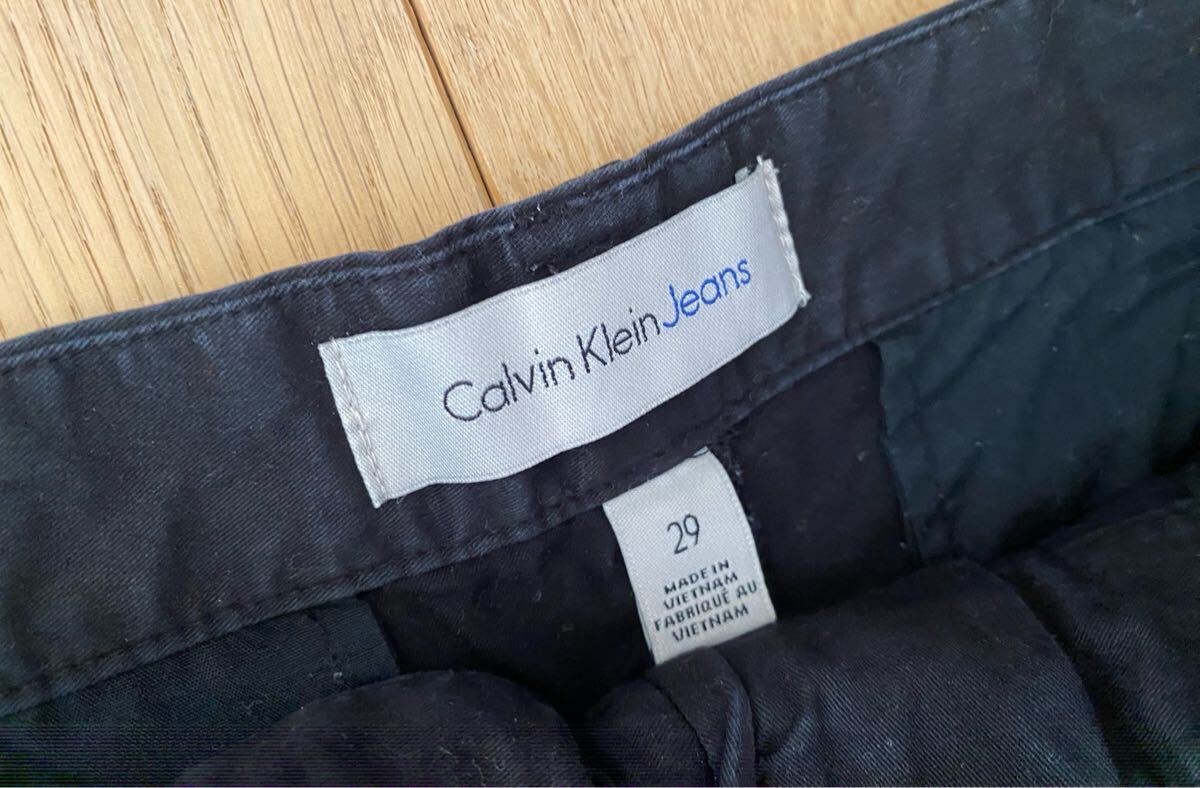 Calvin Klein Jeans
29
MADE IN
VIETNAM
FABRIQUÉ AU
VIETNAM